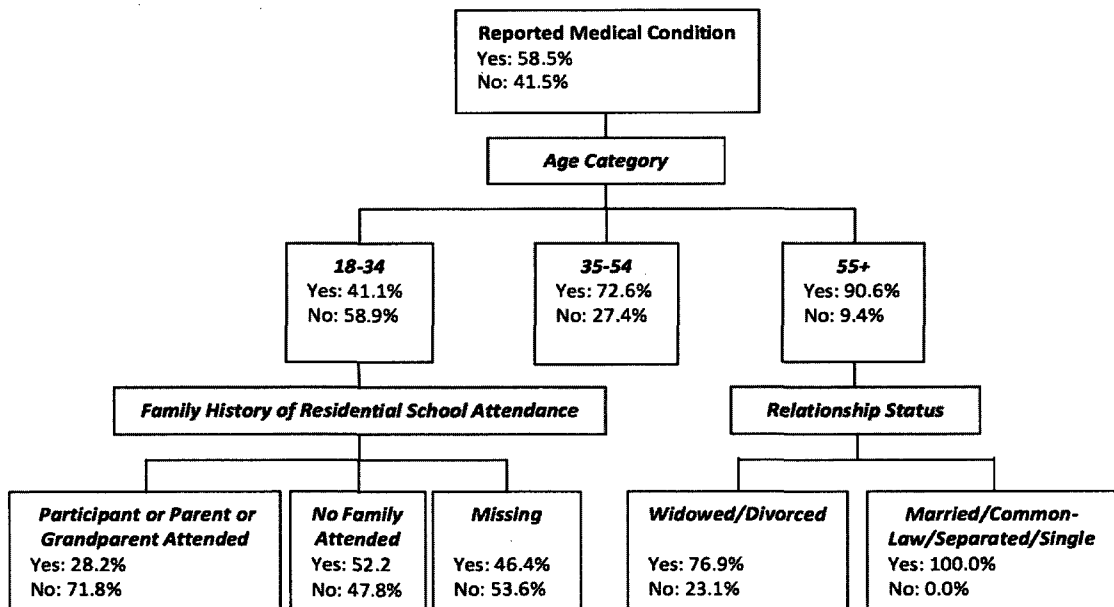 Reported Medical Condition
Yes: 58.5%
No: 41.5%
Age Category
18-34
Yes: 41.1%
No: 58.9%
35-54
Yes: 72.6%
No: 27.4%
55+
Yes: 90.6%
No: 9.4%
Family History of Residential School Attendance
Relationship Status
Participant or Parent or
Grandparent Attended
Yes: 28.2%
No: 71.8%
No Family
Attended
Yes: 52.2
No: 47.8%
Missing
Yes: 46.4%
No: 53.6%
Widowed/Divorced
Yes: 76.9%
No: 23.1%
Married/Common-
Law/Separated/Single
Yes: 100.0%
No: 0.0%